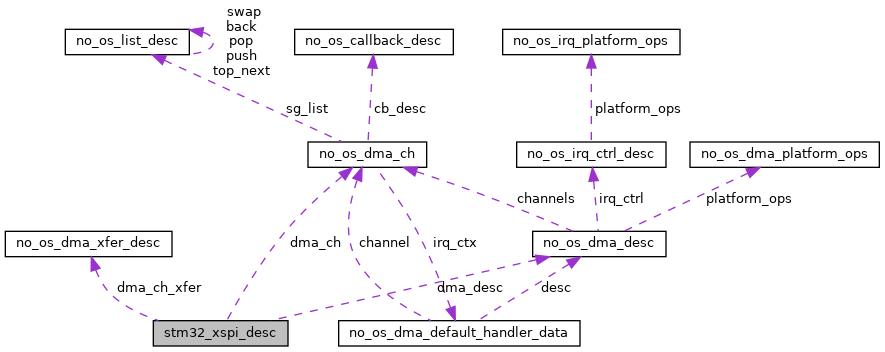 swap
back
pop
push
top_next
no_os_list_desc
no_os_callback_desc
no_os_irq_platform_ops
sg_list
cb_desc
platform_ops
no_os_dma_ch
no_os_irq_ctrl_desc
no_os_dma_platform_ops
channels
irq_ctrl
platform_ops
no_os_dma_xfer_desc
dma_ch
channel
irq_ctx
no_os_dma_desc
dma_ch_xfer
dma_desc
desc
stm32_xspi_desc
no_os_dma_default_handler_data